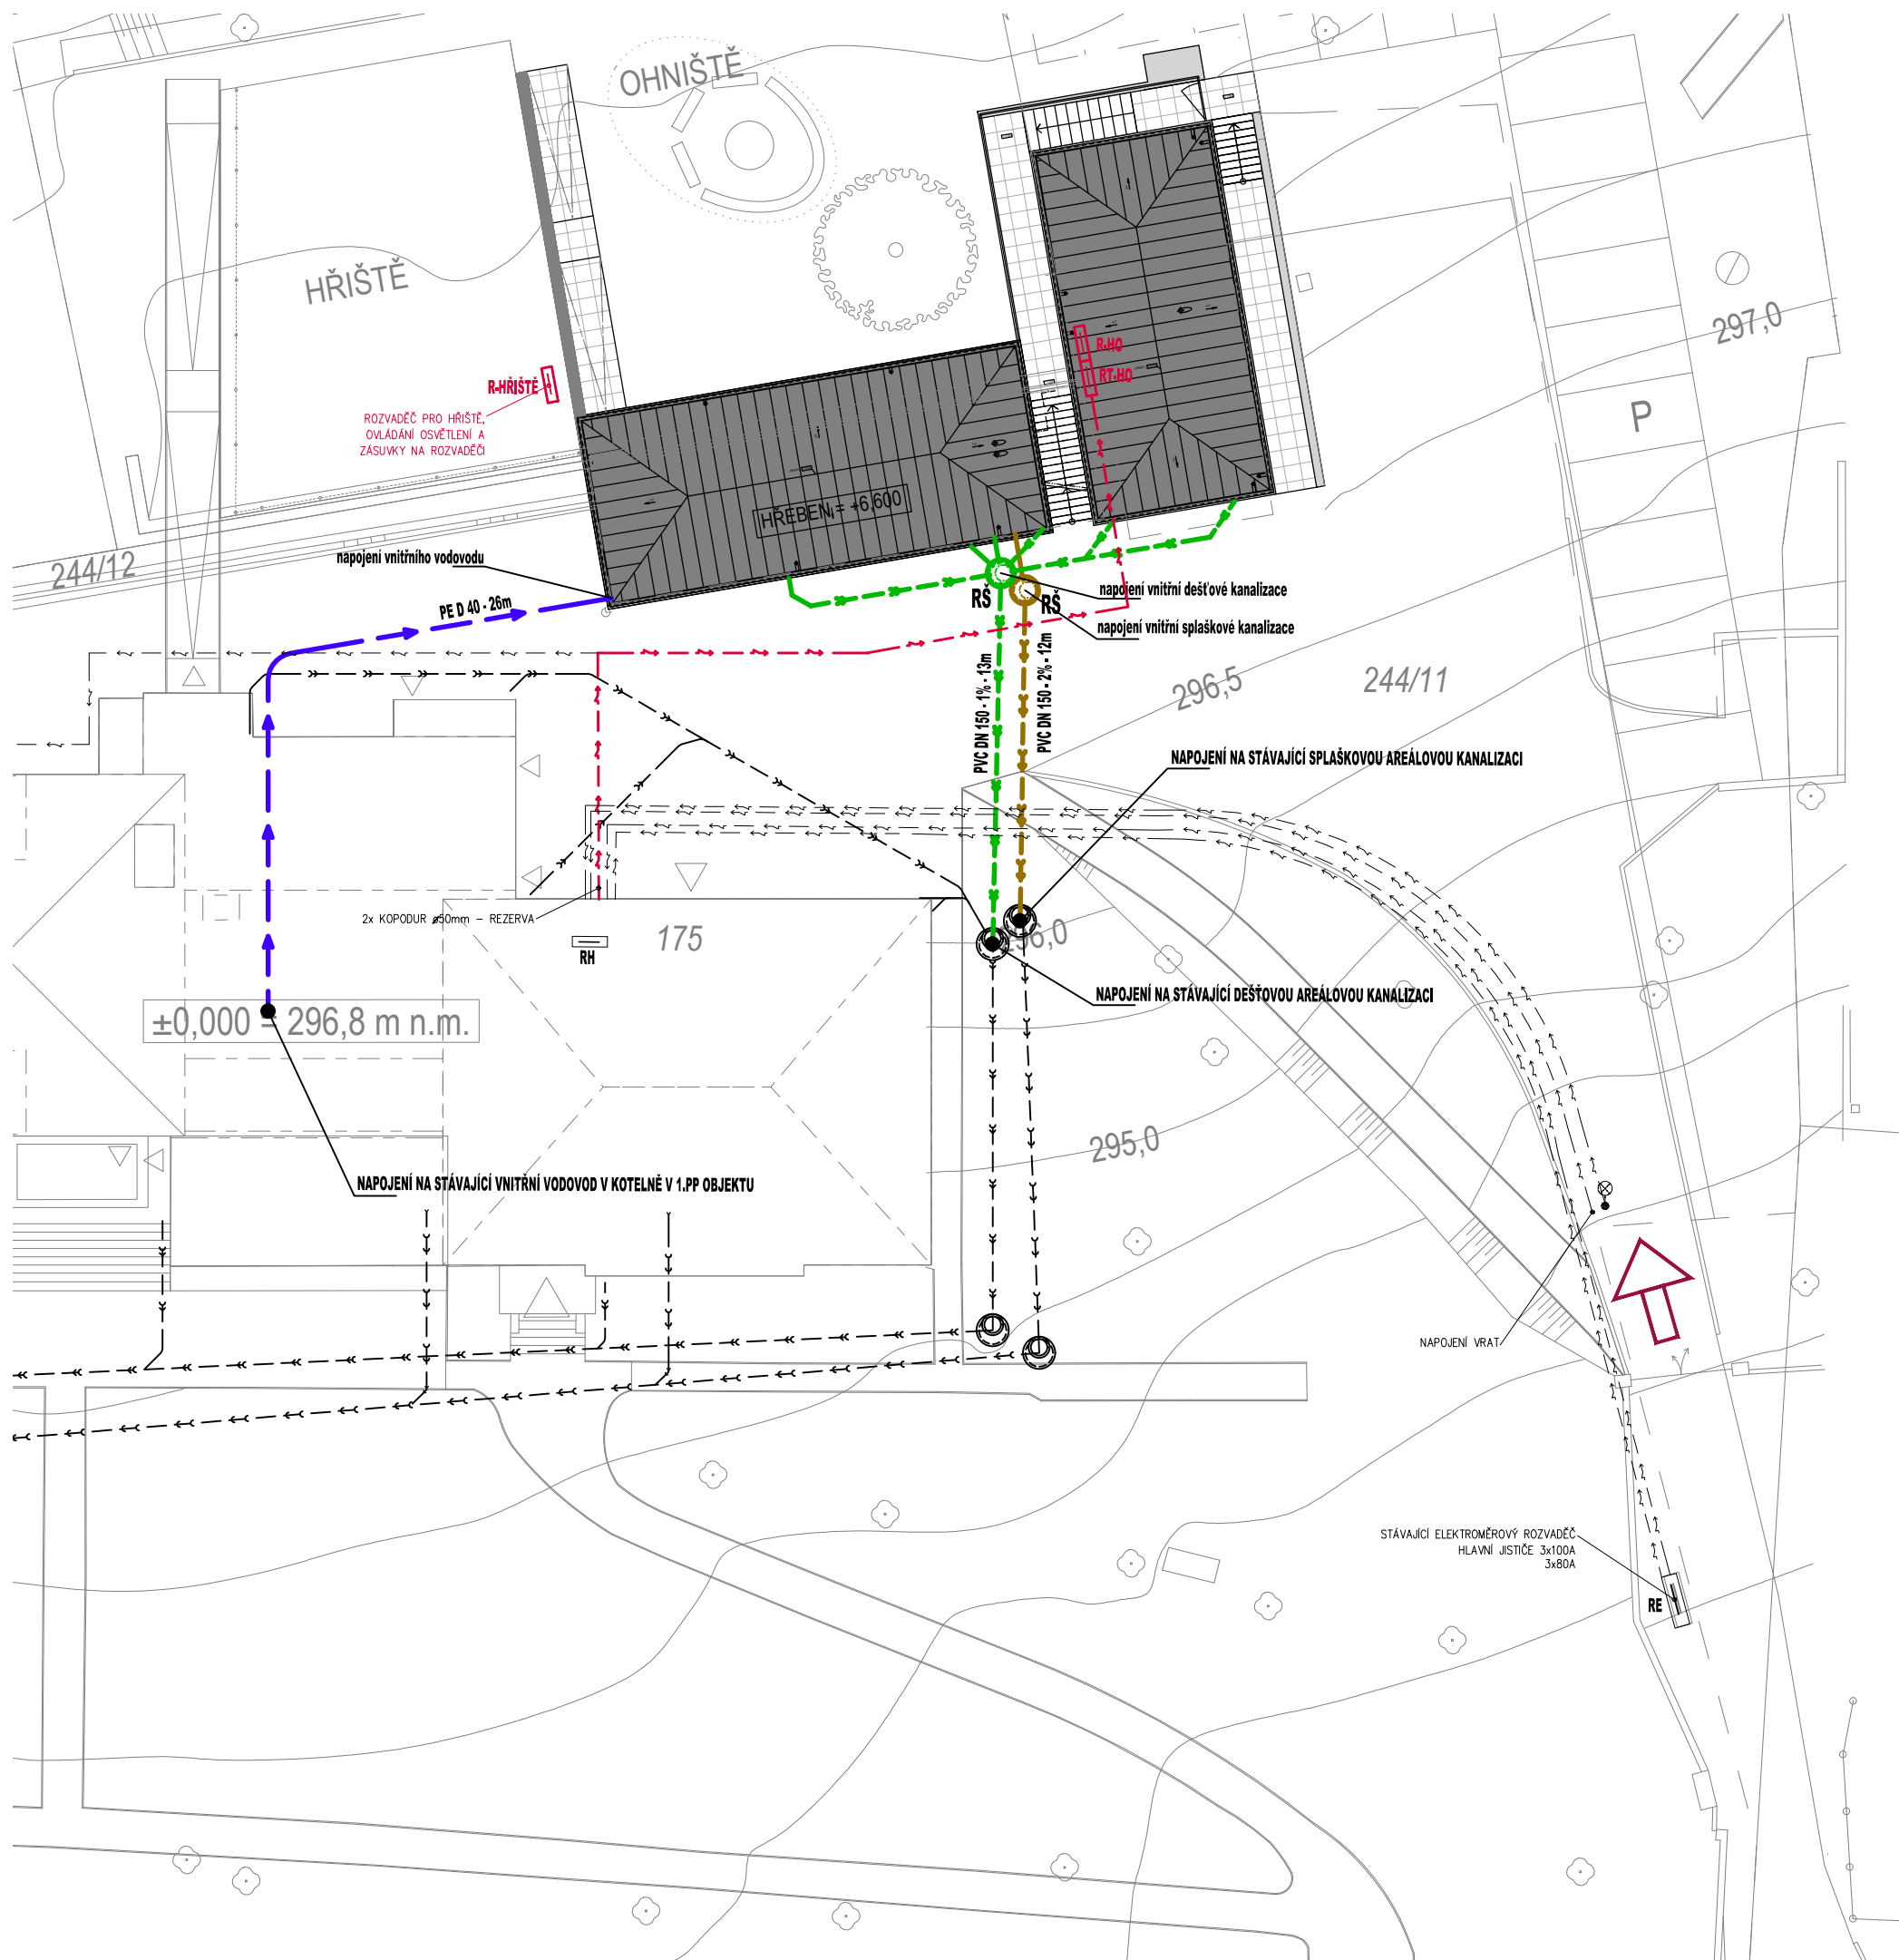 OHNIŠTĚ
HŘIŠTĚ
297,0
R-HO
RT-HO
R-HŘIŠTĚ
ROZVADĚČ PRO HŘIŠTĚ,
OVLÁDÁNÍ OSVĚTLENÍ A
ZÁSUVKY NA ROZVADĚČI
P
HŘEBEN = +6,600
244/12
napojení vnitřního vodovodu
PE D 40 - 26m
RŠ
RŠ
napojení vnitřní dešťové kanalizace
napojení vnitřní splaškové kanalizace
PVC DN 150 - 1% - 13m
PVC DN 150 - 2% - 12m
296,5
244/11
NAPOJENÍ NA STÁVAJÍCÍ SPLAŠKOVOU AREÁLOVOU KANALIZACI
2x KOPODUR ø50mm – REZERVA
175
RH
296,0
NAPOJENÍ NA STÁVAJÍCÍ DEŠŤOVOU AREÁLOVOU KANALIZACI
±0,000 = 296,8 m n.m.
295,0
NAPOJENÍ NA STÁVAJÍCÍ VNITŘNÍ VODOVOD V KOTELNĚ V 1.PP OBJEKTU
NAPOJENÍ VRAT
STÁVAJÍCÍ ELEKTROMĚROVÝ ROZVADĚČ
HLAVNÍ JISTIČE 3x100A
3x80A
RE